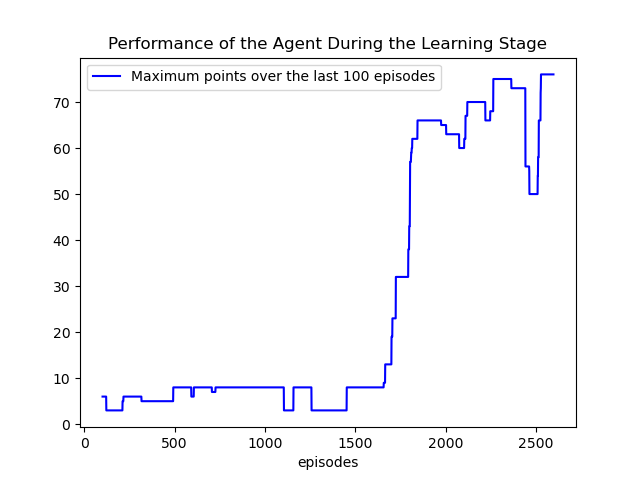 Performance of the Agent During the Learning Stage
Maximum points over the last 100 episodes
70
60
50
40
30
20
10
0
0 500 1000 1500 2000 2500
episodes